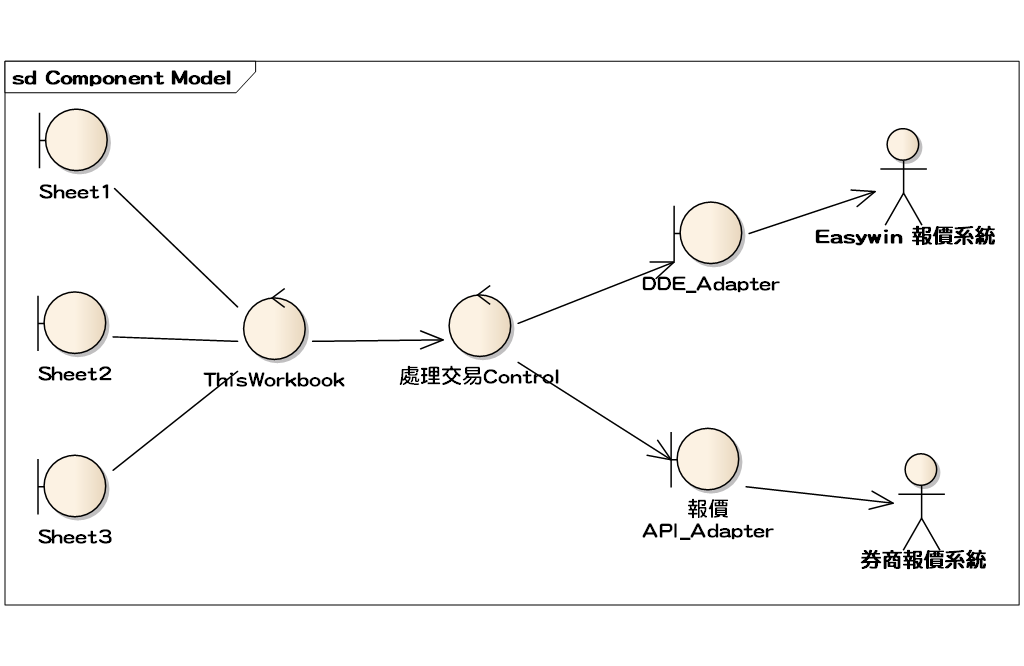 sd Component Model
Sheet1
Easywin 報價系統
DDE_Adapter
Sheet2
ThisWorkbook
處理交易Control
Sheet3
報價
API_Adapter
券商報價系統